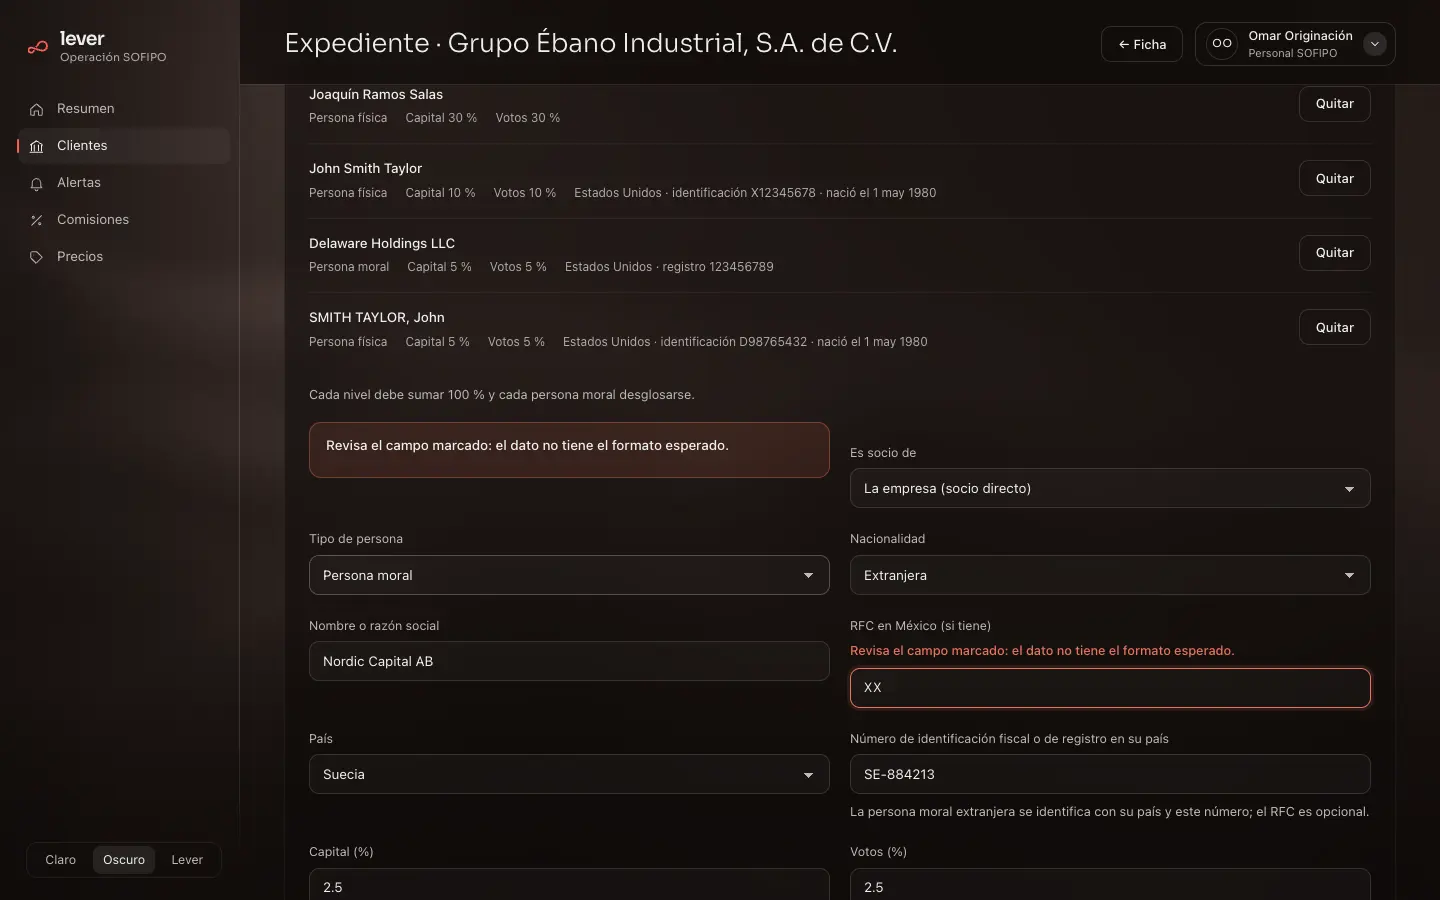 lever
Operación SOFIPO
Resumen
Clientes
Alertas
Comisiones
Precios
Claro
Oscuro
Lever
Expediente · Grupo Ébano Industrial, S.A. de C.V.
← Ficha
OO
Omar Originación
Personal SOFIPO
Joaquín Ramos Salas
Persona física Capital 30 % Votos 30 %
Quitar
John Smith Taylor
Persona física Capital 10 % Votos 10 % Estados Unidos · identificación X12345678 · nació el 1 may 1980
Quitar
Delaware Holdings LLC
Persona moral Capital 5 % Votos 5 % Estados Unidos · registro 123456789
Quitar
SMITH TAYLOR, John
Persona física Capital 5 % Votos 5 % Estados Unidos · identificación D98765432 · nació el 1 may 1980
Quitar
Cada nivel debe sumar 100 % y cada persona moral desglosarse.
Revisa el campo marcado: el dato no tiene el formato esperado.
Es socio de
La empresa (socio directo)
Tipo de persona
Persona moral
Nacionalidad
Extranjera
Nombre o razón social
Nordic Capital AB
RFC en México (si tiene)
Revisa el campo marcado: el dato no tiene el formato esperado.
XX
País
Suecia
Número de identificación fiscal o de registro en su país
SE-884213
La persona moral extranjera se identifica con su país y este número; el RFC es opcional.
Capital (%)
2.5
Votos (%)
2.5